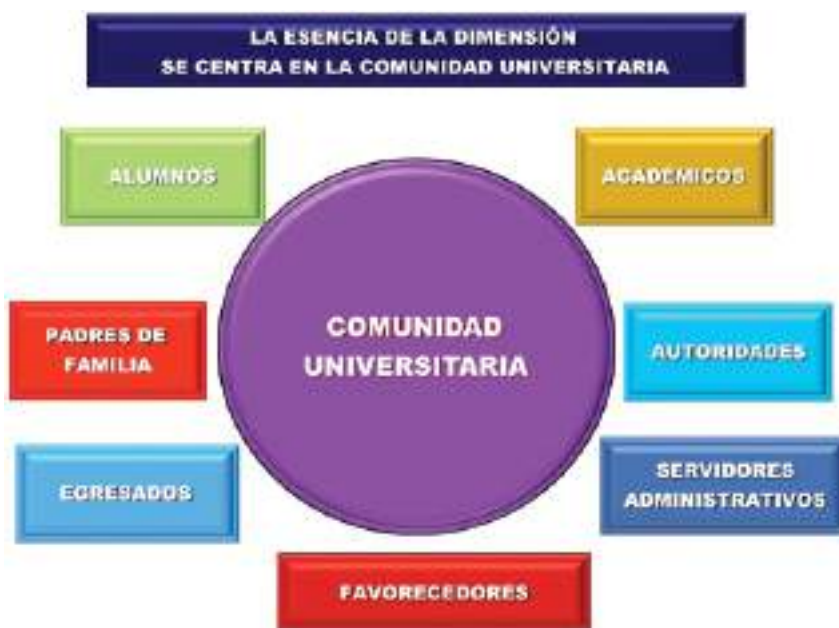 LA ESENCIA DE LA DIMENSIÓN
SE CENTRA EN LA COMUNIDAD UNIVERSITARIA
ALUMNOS
ACADÉMICOS
PADRES DE
FAMILIA
COMUNIDAD
UNIVERSITARIA
AUTORIDADES
EGRESADOS
SERVIDORES
ADMINISTRATIVOS
FAVORECEDORES